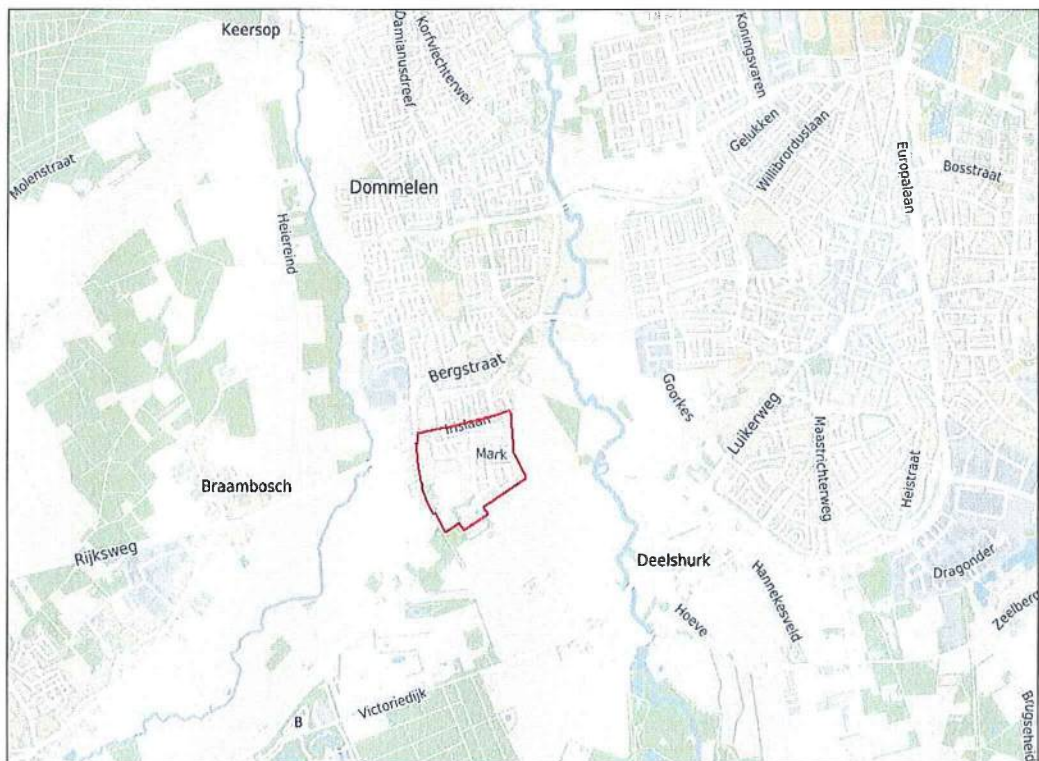 Keersop
Damianusdreef
Korfvlechterwei
Koningsvaren
Gelukken
Willibrorduslaan
Europalaan
Bosstraat
Molenstraat
Dommelen
Heiereind
Bergstraat
Goorkes
Luikerweg
Irislaan
Mark
Maastrichterweg
Heistraat
Braambosch
Rijksweg
Deelshurk
Dragonder
Hannekesveld
Zeelberg
Hoeve
Victoriedijk
B
Brugseheid